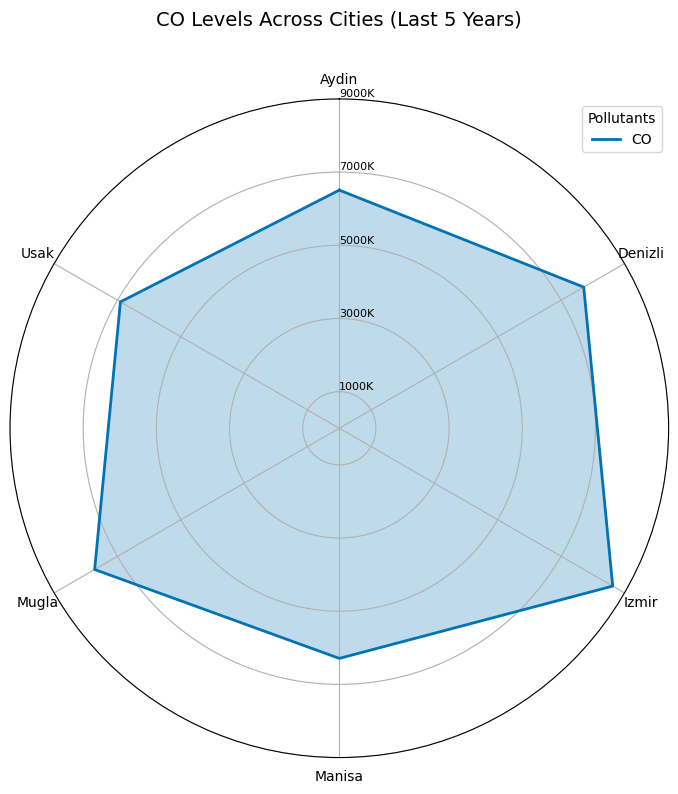 CO Levels Across Cities (Last 5 Years)
Aydin
9000K
Pollutants
CO
7000K
Usak
5000K
Denizli
3000K
1000K
Mugla
Izmir
Manisa